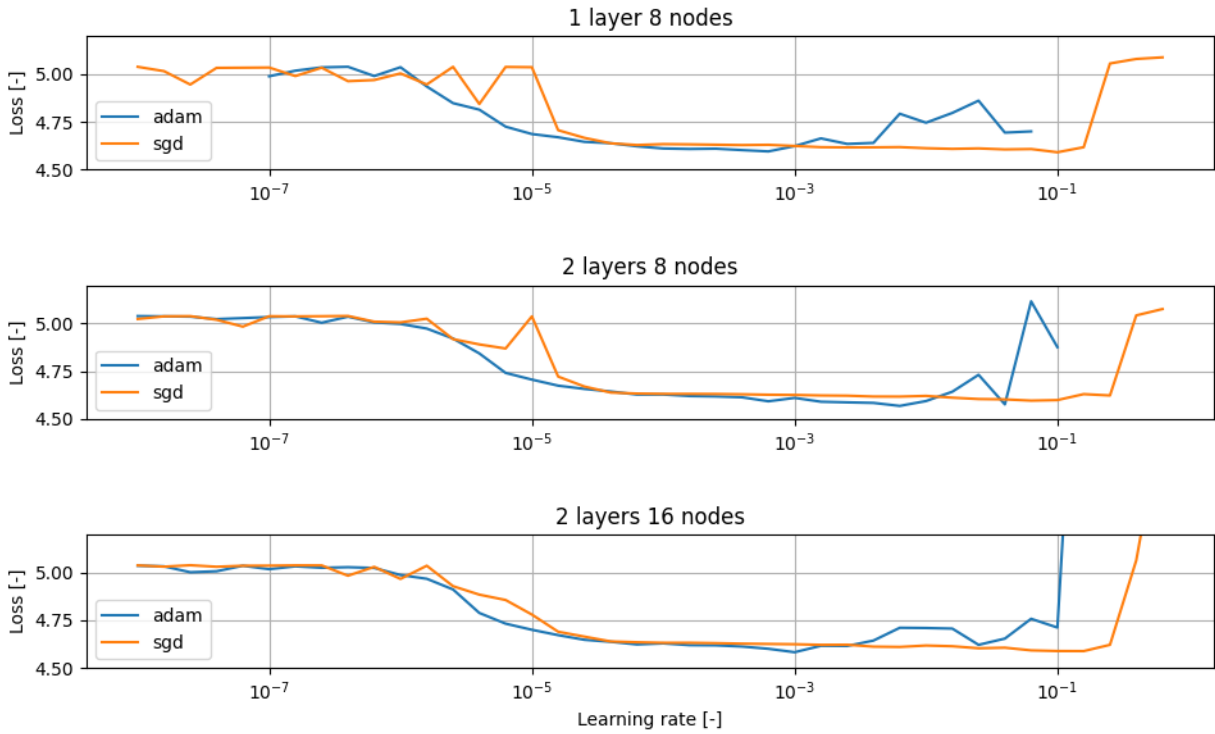 1 layer 8 nodes
Loss [-]
5.00
4.75
4.50
adam
sgd
10⁻⁷
10⁻⁵
10⁻³
10⁻¹
2 layers 8 nodes
Loss [-]
5.00
4.75
4.50
adam
sgd
10⁻⁷
10⁻⁵
10⁻³
10⁻¹
2 layers 16 nodes
Loss [-]
5.00
4.75
4.50
adam
sgd
10⁻⁷
10⁻⁵
10⁻³
10⁻¹
Learning rate [-]